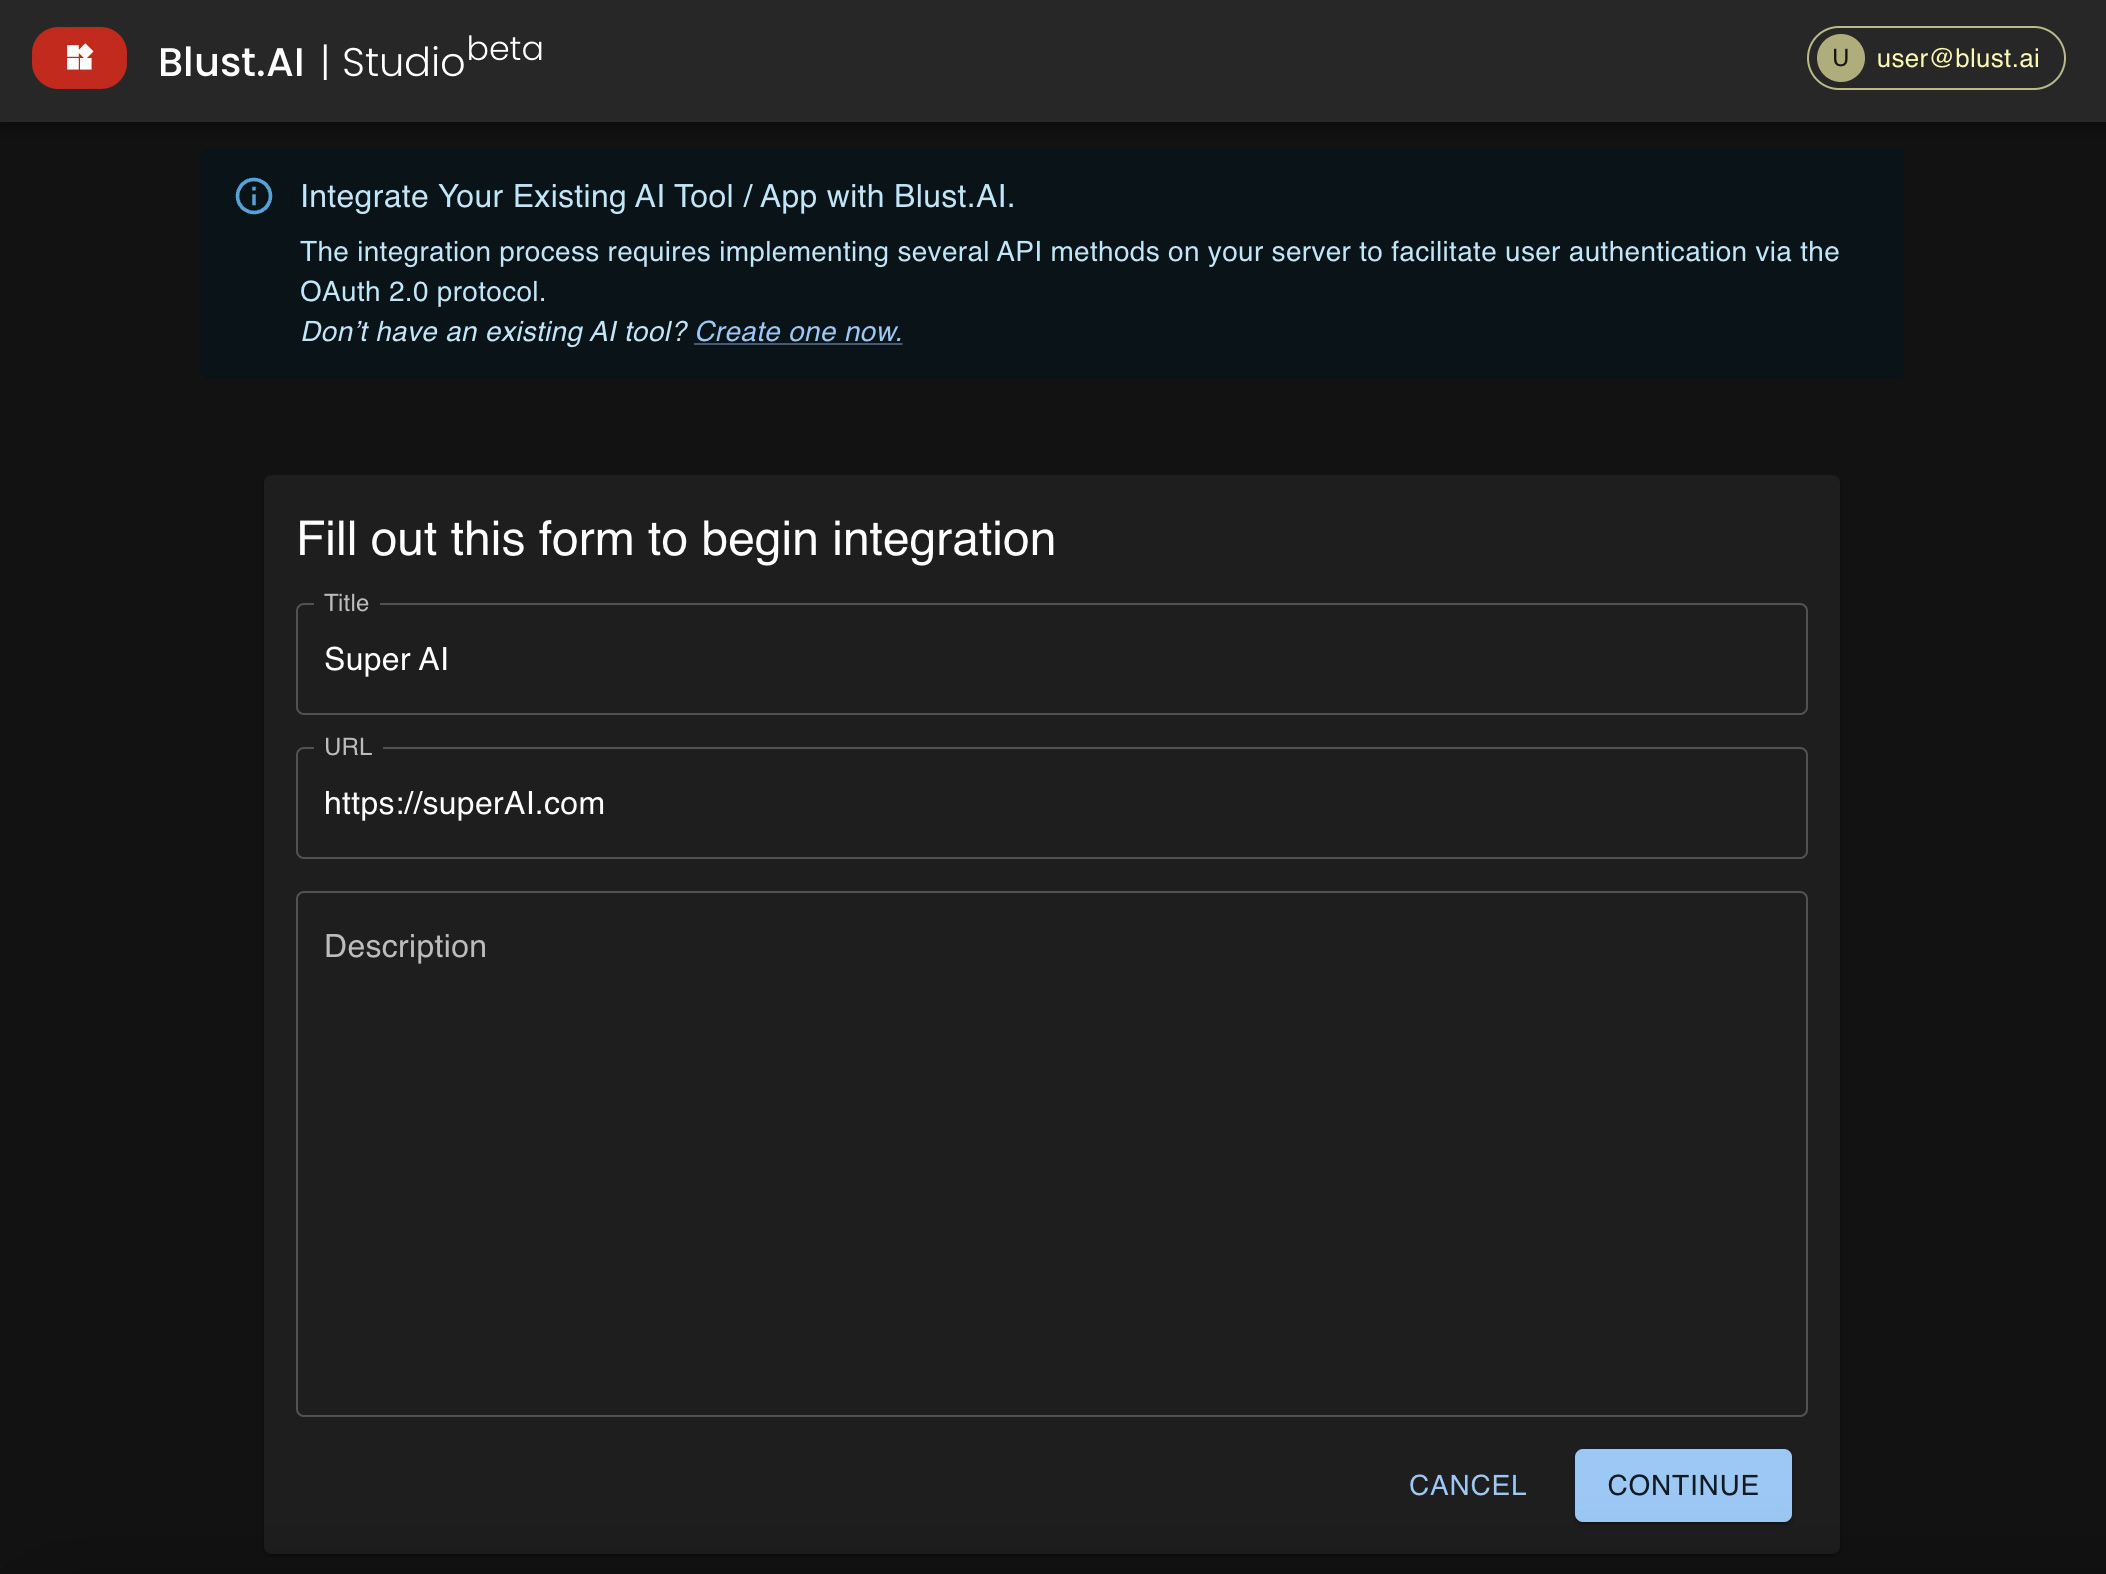 Blust.AI | Studio beta
U user@blust.ai
Integrate Your Existing AI Tool / App with Blust.AI.
The integration process requires implementing several API methods on your server to facilitate user authentication via the
OAuth 2.0 protocol.
Don’t have an existing AI tool? Create one now.
Fill out this form to begin integration
Title
Super AI
URL
https://superAI.com
Description
CANCEL
CONTINUE